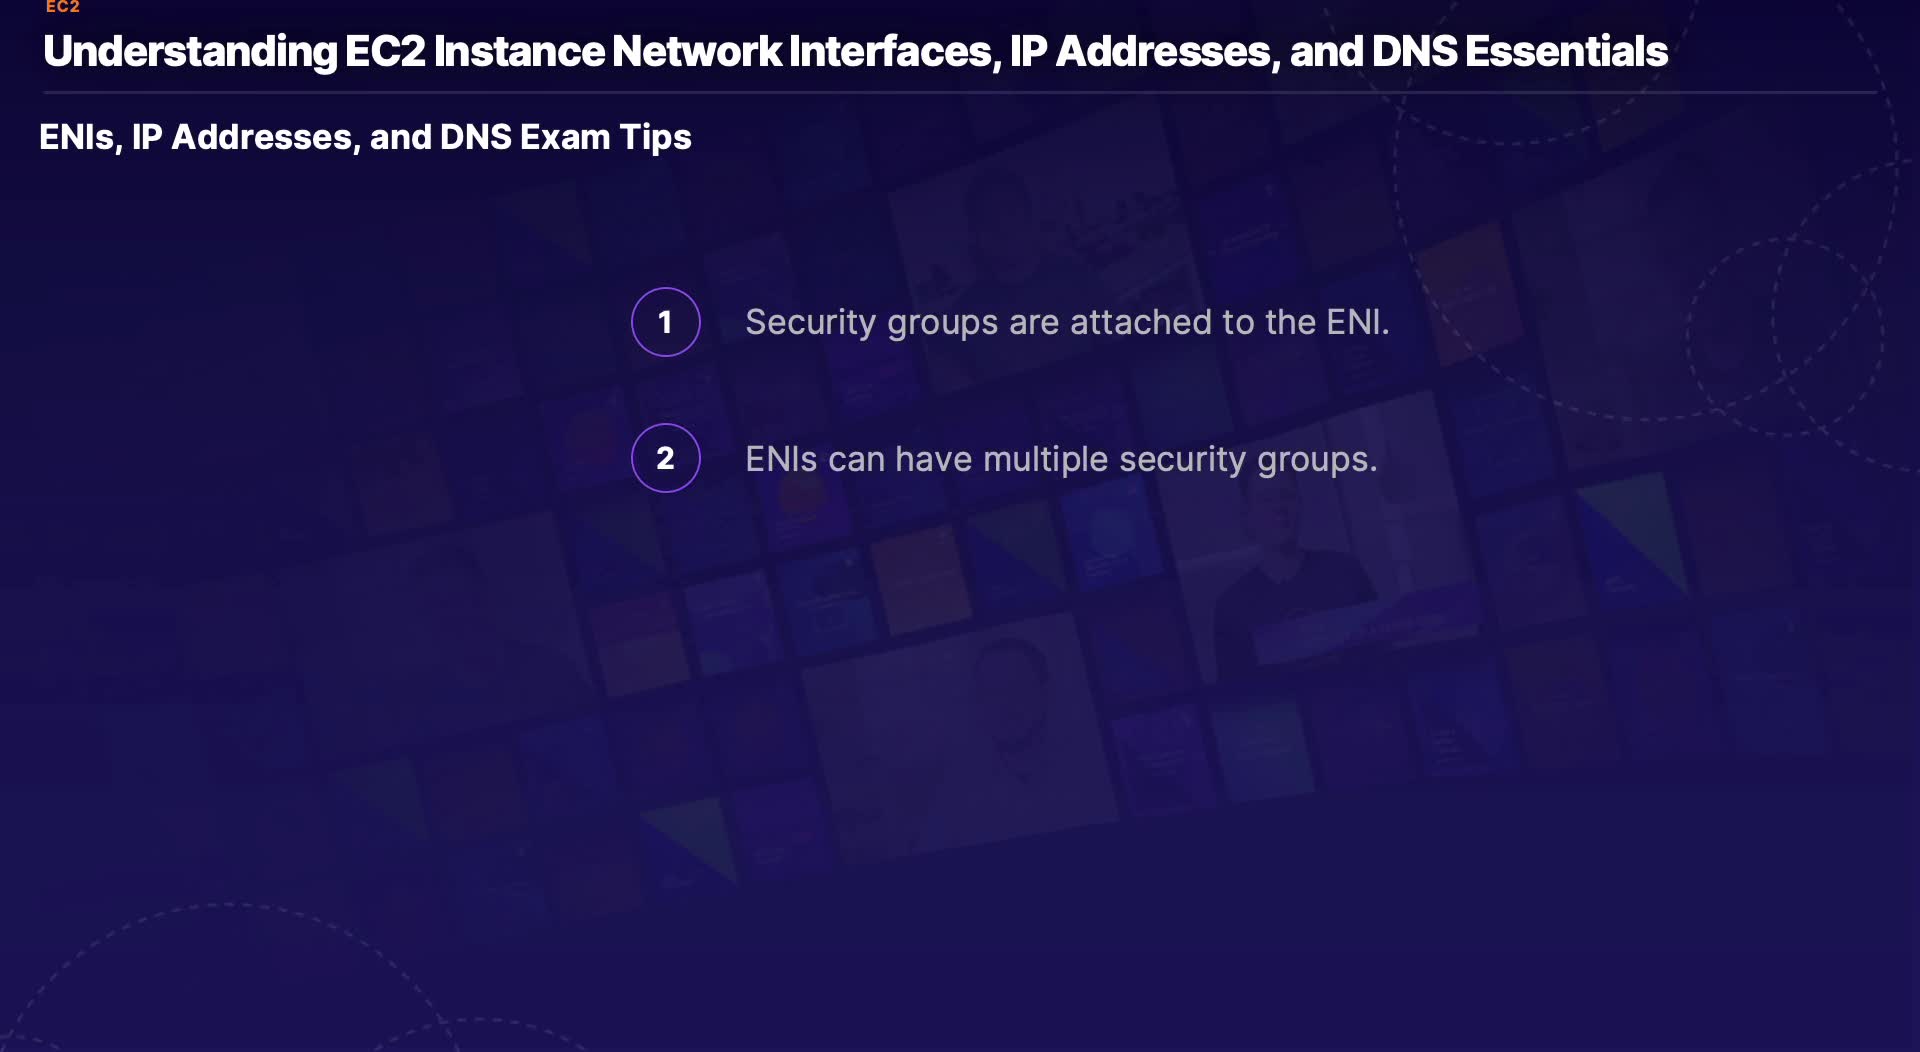 EC2
Understanding EC2 Instance Network Interfaces, IP Addresses, and DNS Essentials
ENIs, IP Addresses, and DNS Exam Tips
1 Security groups are attached to the ENI.
2 ENIs can have multiple security groups.